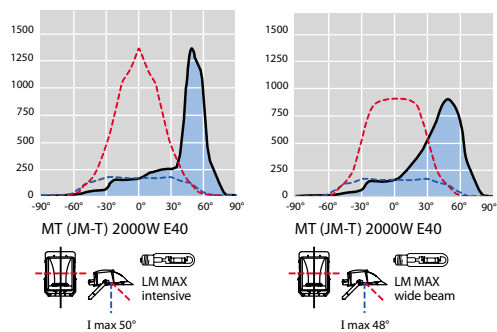 1500
1250
1000
750
500
250
0
-90° -60° -30° 0° 30° 60° 90°
MT (JM-T) 2000W E40
LM MAX
intensive
I max 50°
1500
1250
1000
750
500
250
0
-90° -60° -30° 0° 30° 60° 90°
MT (JM-T) 2000W E40
LM MAX
wide beam
I max 48°